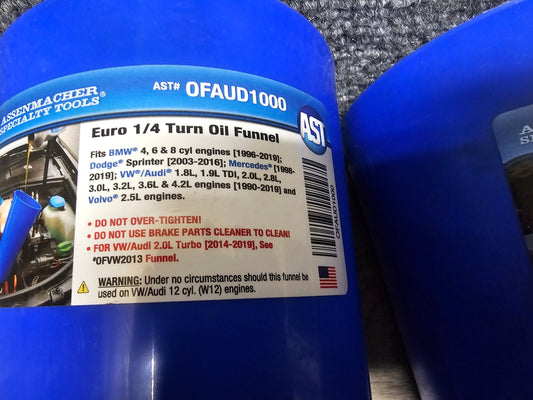 ASSENMACHER
SPECIALTY TOOLS®
AST# OFAUD1000
AST
Euro 1/4 Turn Oil Funnel
Fits BMW® 4, 6 & 8 cyl engines [1996-2019];
Dodge® Sprinter [2003-2016]; Mercedes® [1998-
2019]; VW®/Audi® 1.8L, 1.9L TDI, 2.0L, 2.8L,
3.0L, 3.2L, 3.6L & 4.2L engines [1990-2019] and
Volvo® 2.5L engines.
• DO NOT OVER-TIGHTEN!
• DO NOT USE BRAKE PARTS CLEANER TO CLEAN!
• FOR VW/Audi 2.0L Turbo [2014-2019], See
*OFVW2013 Funnel.
WARNING: Under no circumstances should this funnel be
used on VW/Audi 12 cyl. (W12) engines.
OFAUD1000